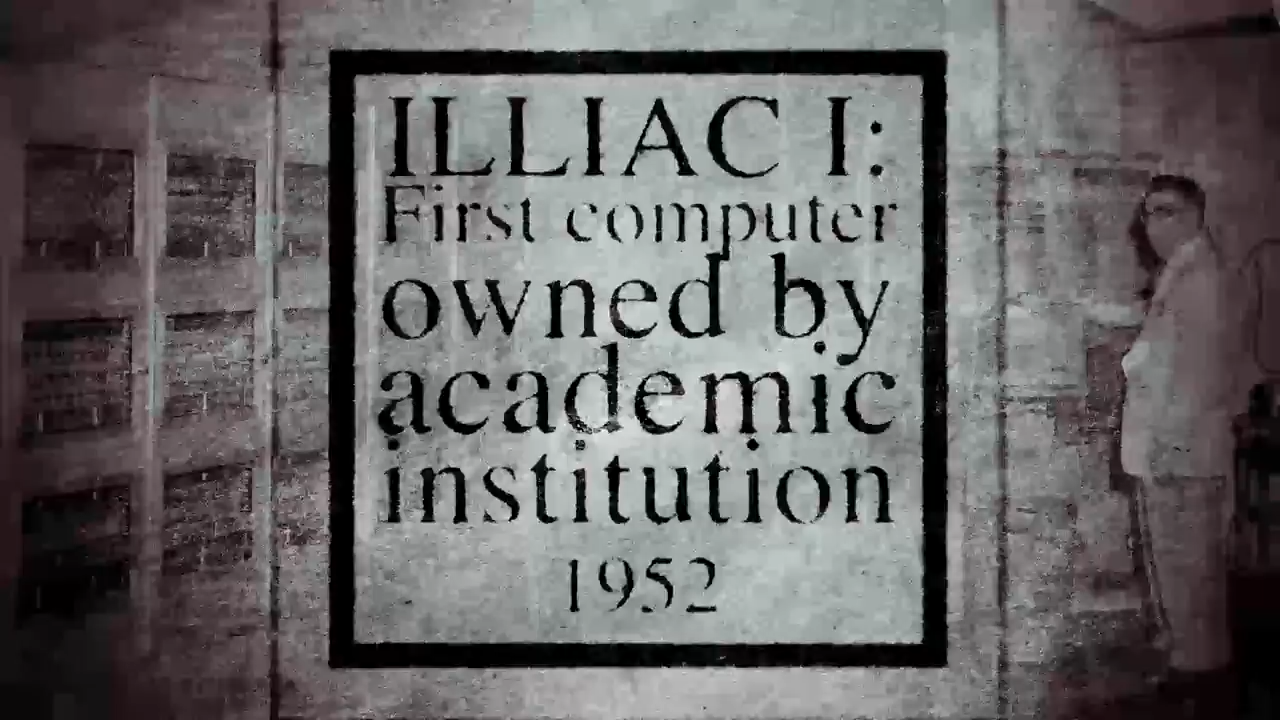 ILLIAC I:
First computer
owned by
academic
institution
1952